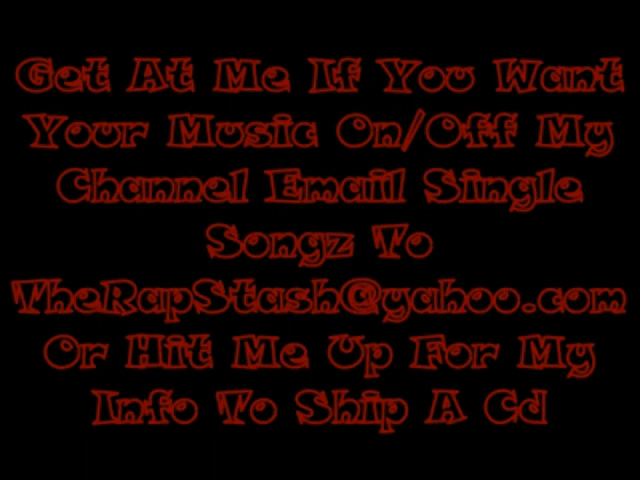 Get At Me If You Want
Your Music On/Off My
Channel Email Single
Songz To
TheRapStash@yahoo.com
Or Hit Me Up For My
Info To Ship A Cd